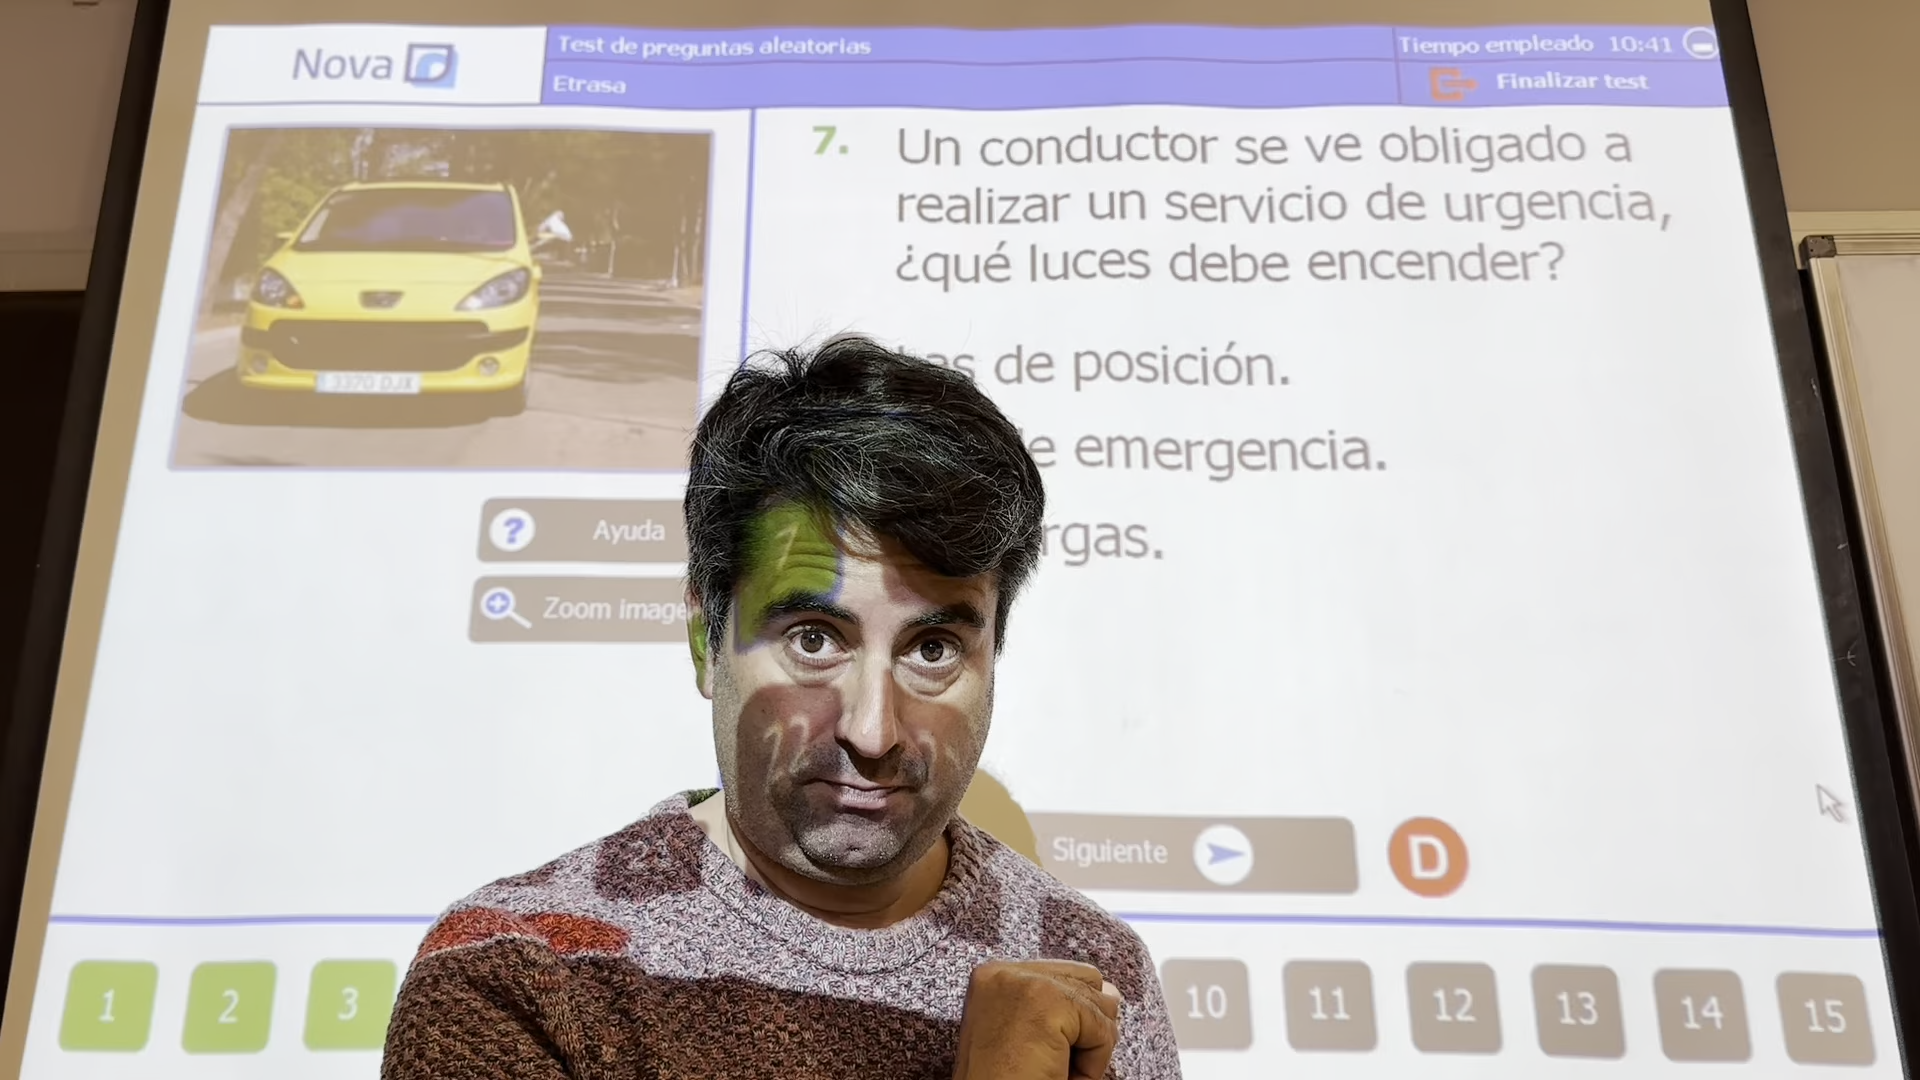 Nova
Test de preguntas aleatorias
Etrasa
Tiempo empleado 10:41
Finalizar test
7. Un conductor se ve obligado a
realizar un servicio de urgencia,
¿qué luces debe encender?
de posición.
emergencia.
Ayuda
Zoom
Siguiente
D
1 2 3 10 11 12 13 14 15